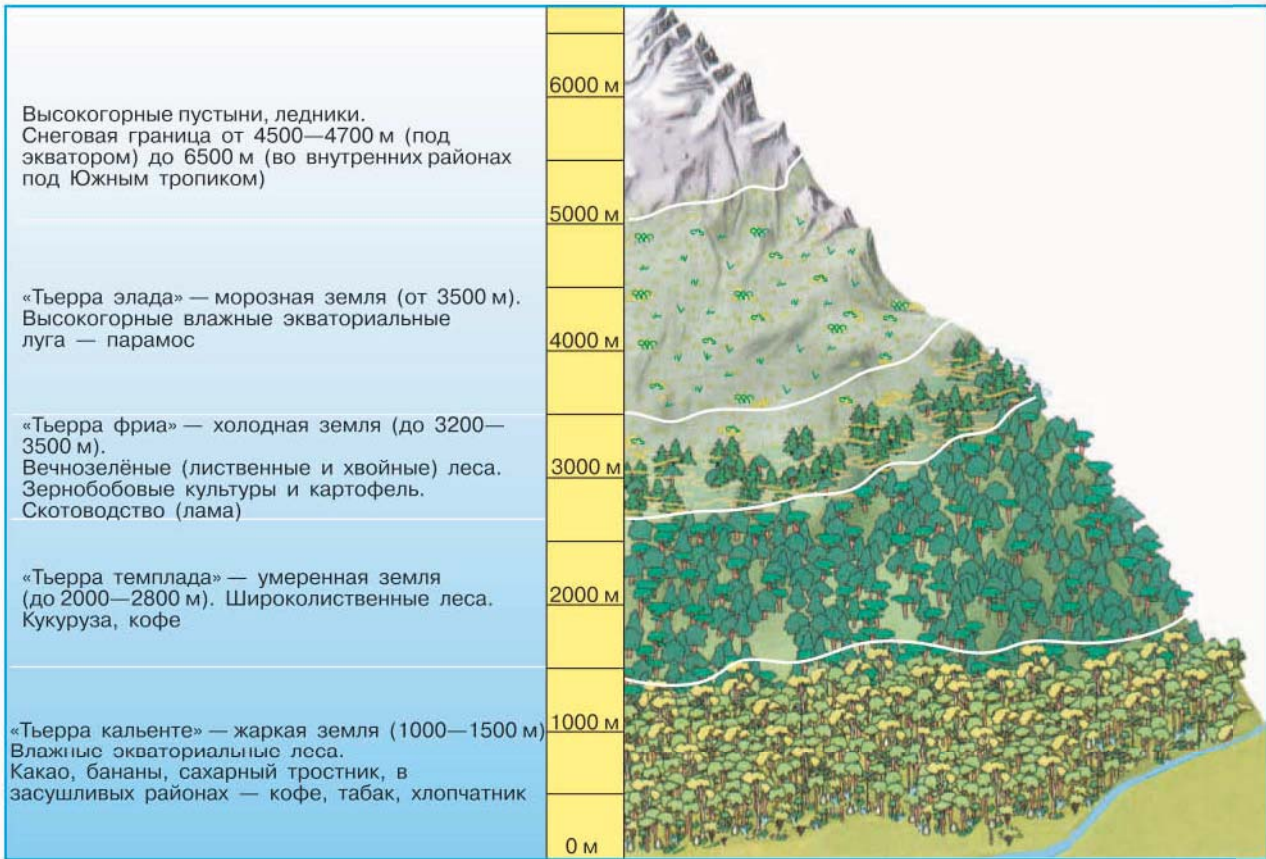 Высокогорные пустыни, ледники.
Снеговая граница от 4500—4700 м (под
экватором) до 6500 м (во внутренних районах
под Южным тропиком)
«Тьерра элада» — морозная земля (от 3500 м).
Высокогорные влажные экваториальные
луга — парамос
«Тьерра фриа» — холодная земля (до 3200—
3500 м).
Вечнозелёные (лиственные и хвойные) леса.
Зернобобовые культуры и картофель.
Скотоводство (лама)
«Тьерра темплада» — умеренная земля
(до 2000—2800 м). Широколиственные леса.
Кукуруза, кофе
«Тьерра кальенте» — жаркая земля (1000—1500 м)
Влажные экваториальные леса.
Какао, бананы, сахарный тростник, в
засушливых районах — кофе, табак, хлопчатник
6000 м
5000 м
4000 м
3000 м
2000 м
1000 м
0 м